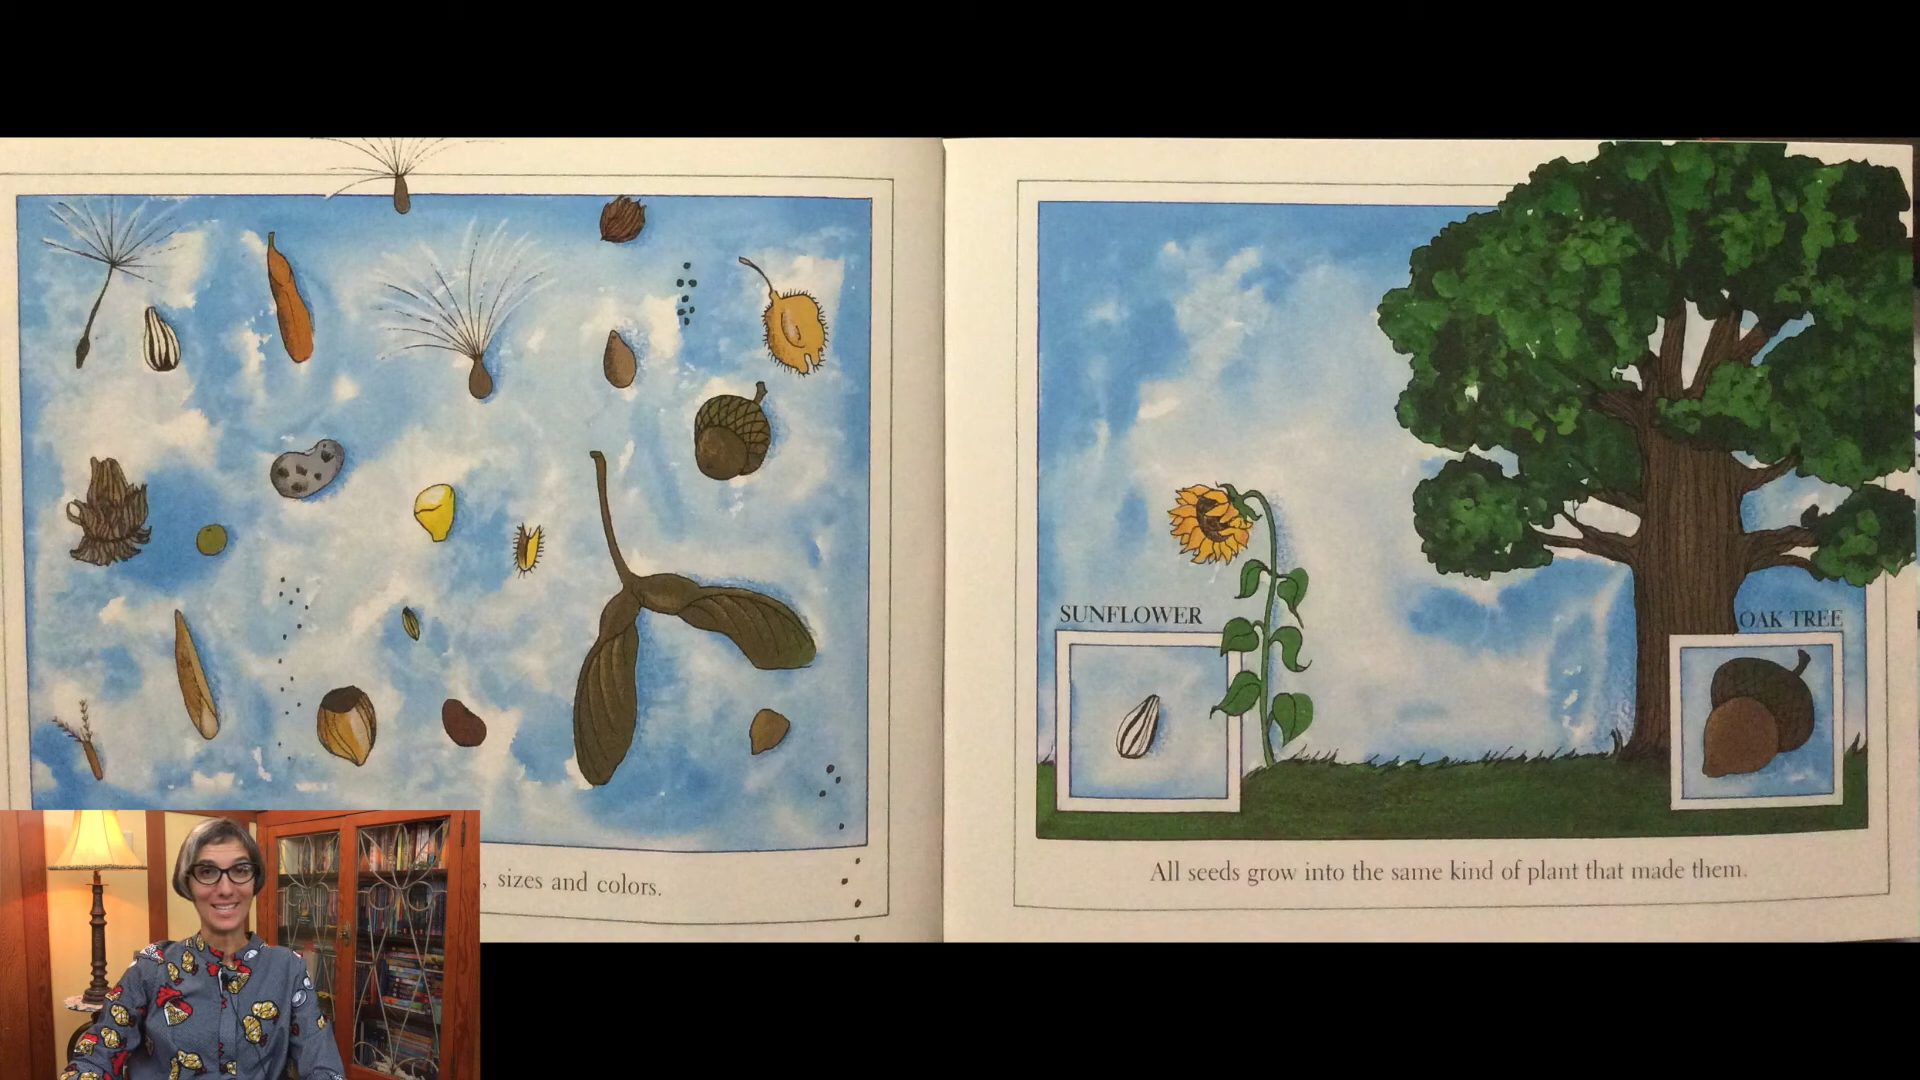 , sizes and colors.
SUNFLOWER
OAK TREE
All seeds grow into the same kind of plant that made them.